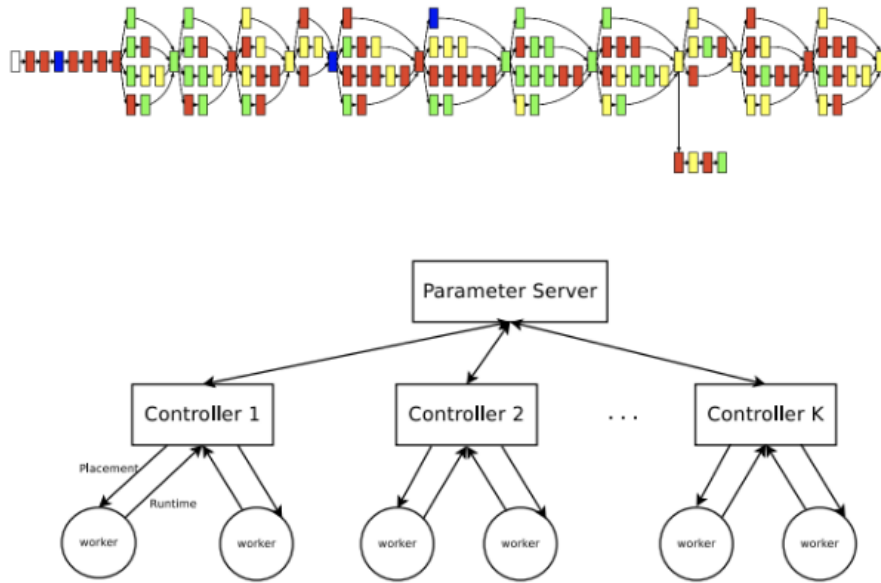 Parameter Server
Controller 1
Controller 2
. . .
Controller K
Placement
Runtime
worker
worker
worker
worker
worker
worker